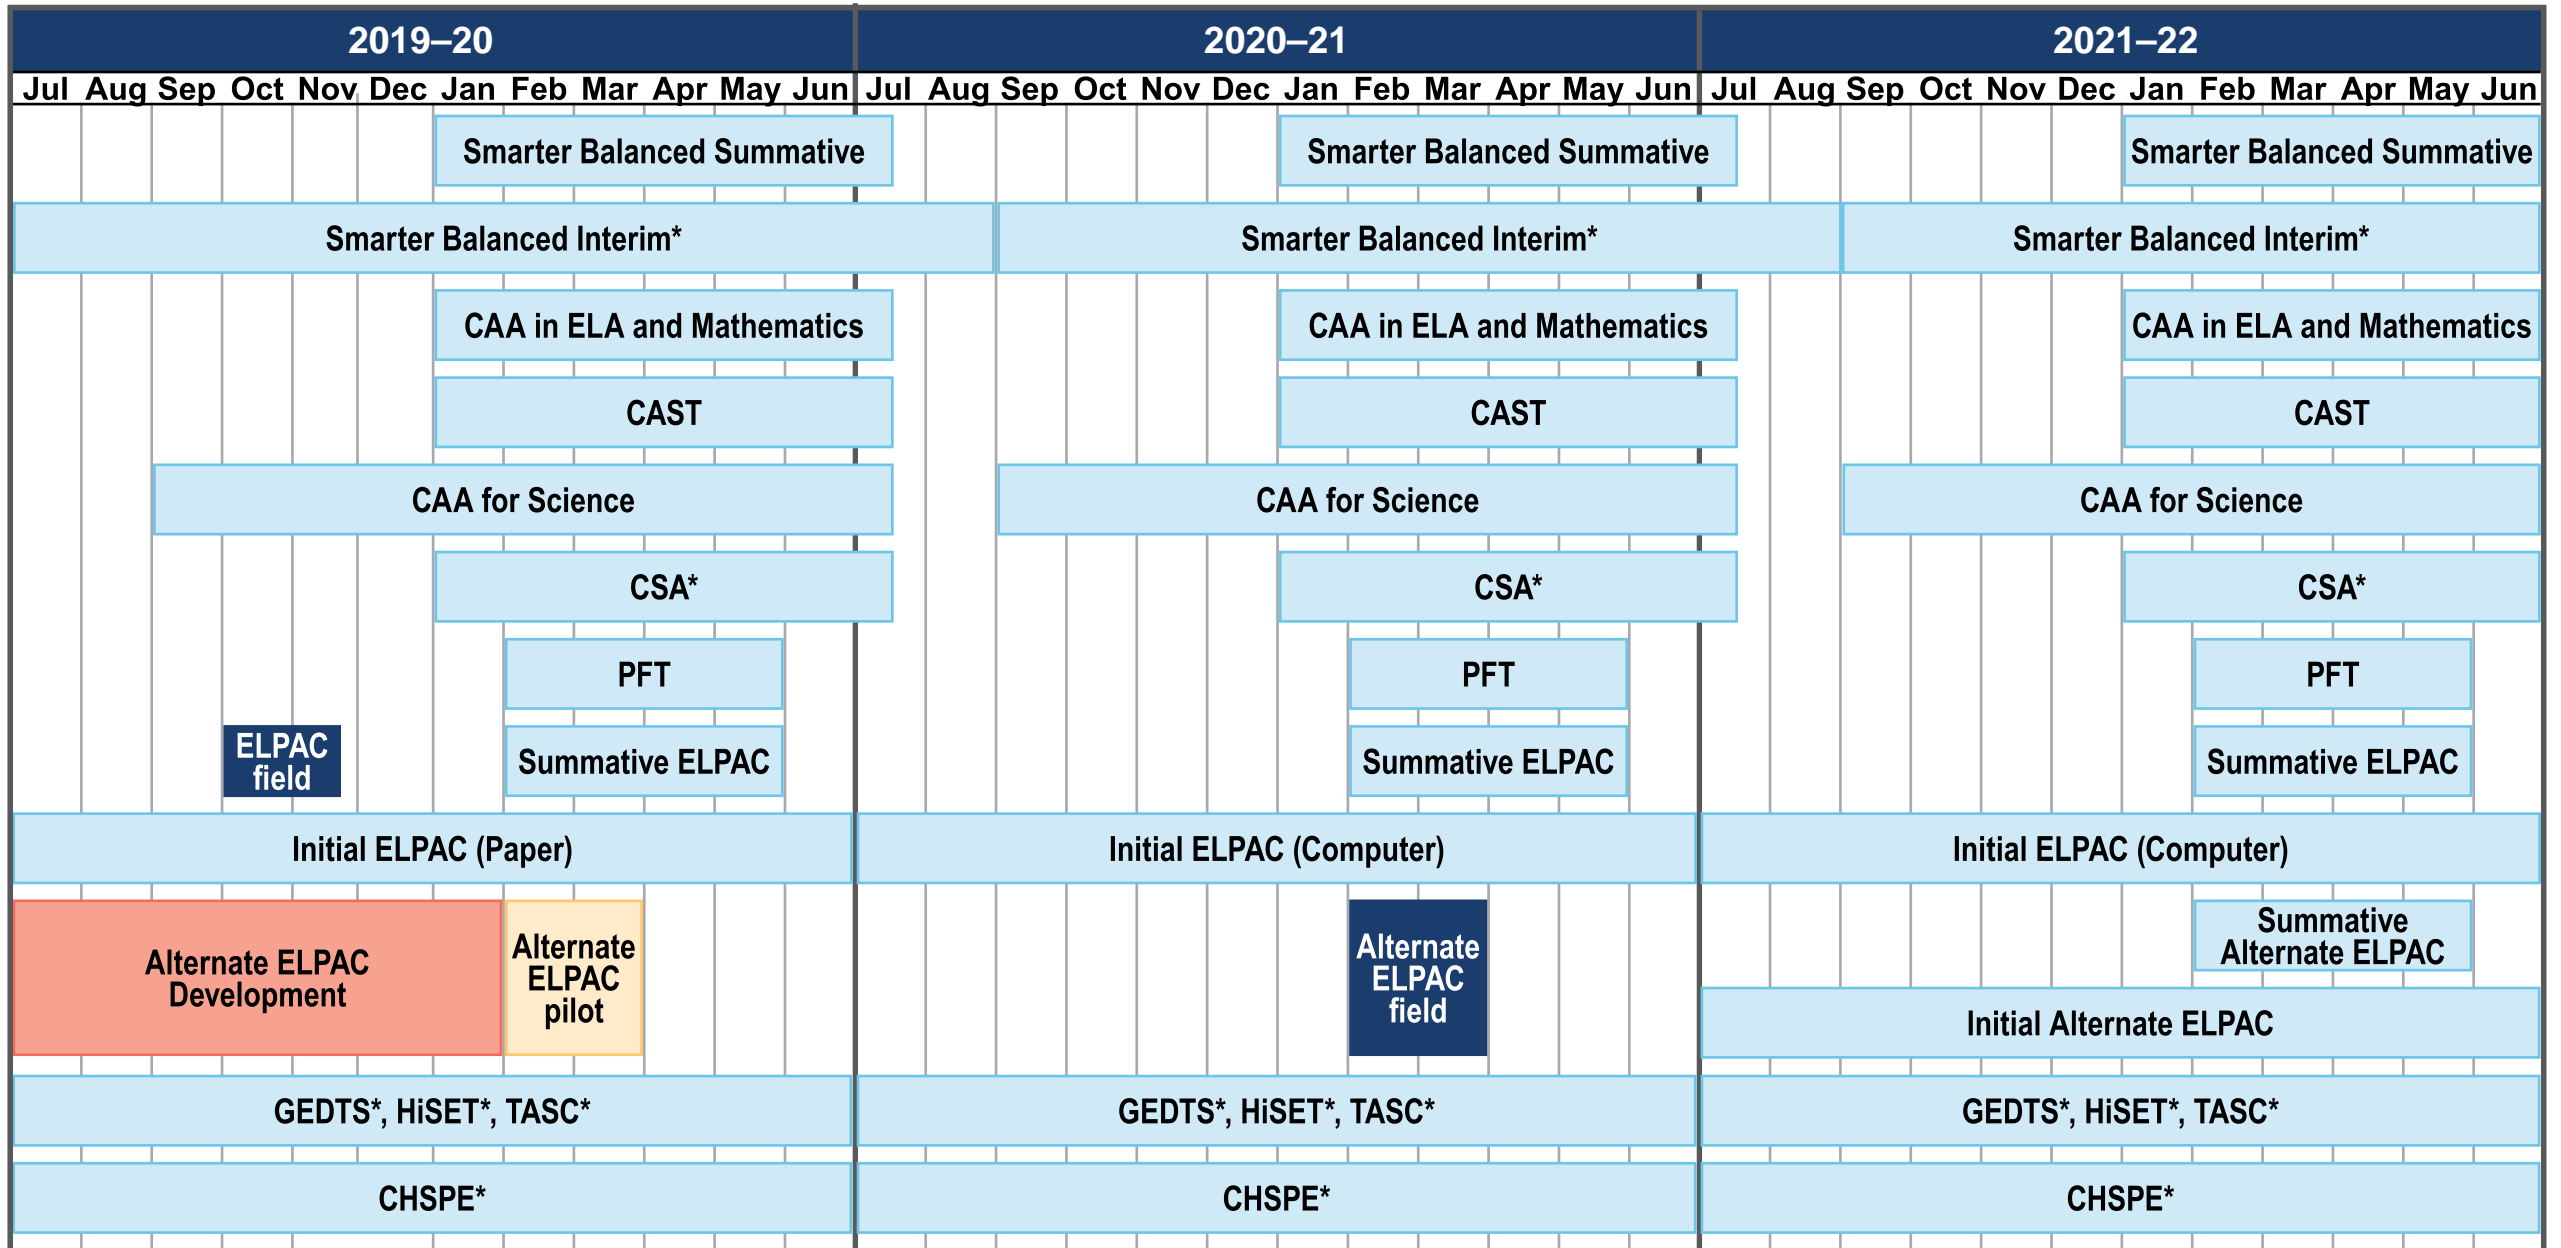 2019–20 2020–21 2021–22
Jul Aug Sep Oct Nov Dec Jan Feb Mar Apr May Jun Jul Aug Sep Oct Nov Dec Jan Feb Mar Apr May Jun Jul Aug Sep Oct Nov Dec Jan Feb Mar Apr May Jun
Smarter Balanced Summative Smarter Balanced Summative Smarter Balanced Summative
Smarter Balanced Interim* Smarter Balanced Interim* Smarter Balanced Interim*
CAA in ELA and Mathematics CAA in ELA and Mathematics CAA in ELA and Mathematics
CAST CAST CAST
CAA for Science CAA for Science CAA for Science
CSA* CSA* CSA*
PFT PFT PFT
ELPAC
field
Summative ELPAC Summative ELPAC Summative ELPAC
Initial ELPAC (Paper) Initial ELPAC (Computer) Initial ELPAC (Computer)
Alternate ELPAC
Development
Alternate
ELPAC
pilot
Alternate
ELPAC
field
Summative
Alternate ELPAC
Initial Alternate ELPAC
GEDTS*, HiSET*, TASC* GEDTS*, HiSET*, TASC* GEDTS*, HiSET*, TASC*
CHSPE* CHSPE* CHSPE*